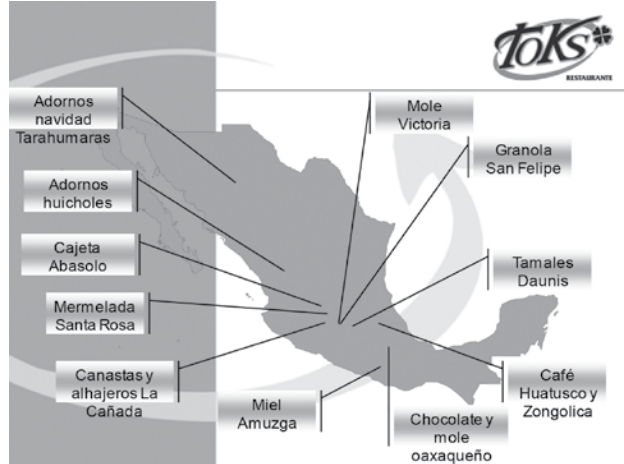 TOKS
RESTAURANTE
Adornos
navidad
Tarahumaras
Mole
Victoria
Granola
San Felipe
Adornos
huicholes
Cajeta
Abasolo
Tamales
Daunis
Mermelada
Santa Rosa
Canastas y
alhajeros La
Cañada
Miel
Amuzga
Chocolate y
mole
oaxaqueño
Café
Huatusco y
Zongolica